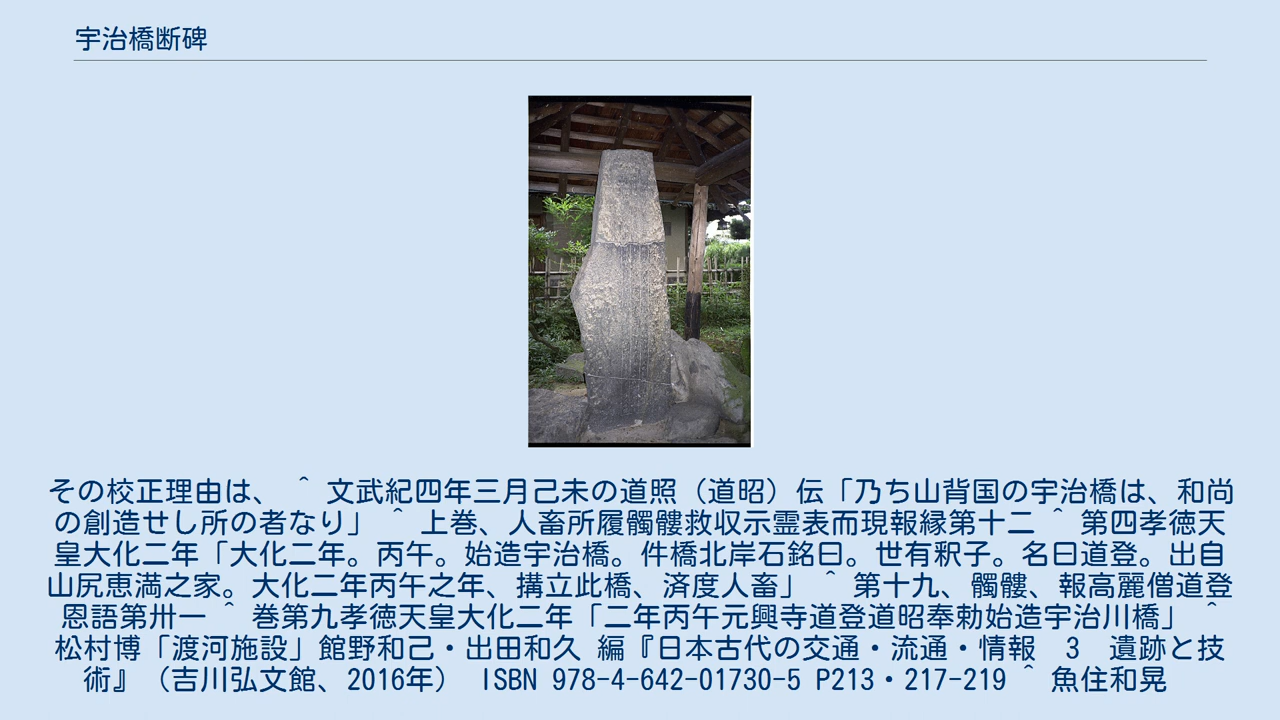 宇治橋断碑
その校正理由は、 ^ 文武紀四年三月己未の道照（道昭）伝「乃ち山背国の宇治橋は、和尚
の創造せし所の者なり」 ^ 上巻、人畜所履髑髏救収示霊表而現報縁第十二 ^ 第四孝徳天
皇大化二年「大化二年。丙午。始造宇治橋。件橋北岸石銘曰。世有釈子。名曰道登。出自
山尻恵満之家。大化二年丙午之年、搆立此橋、済度人畜」 ^ 第十九、髑髏、報高麗僧道登
恩語第卅一 ^ 巻第九孝徳天皇大化二年「二年丙午元興寺道登道昭奉勅始造宇治川橋」 ^
松村博「渡河施設」館野和己・出田和久 編『日本古代の交通・流通・情報　3　遺跡と技
術』（吉川弘文館、2016年） ISBN 978-4-642-01730-5 P213・217-219 ^ 魚住和晃